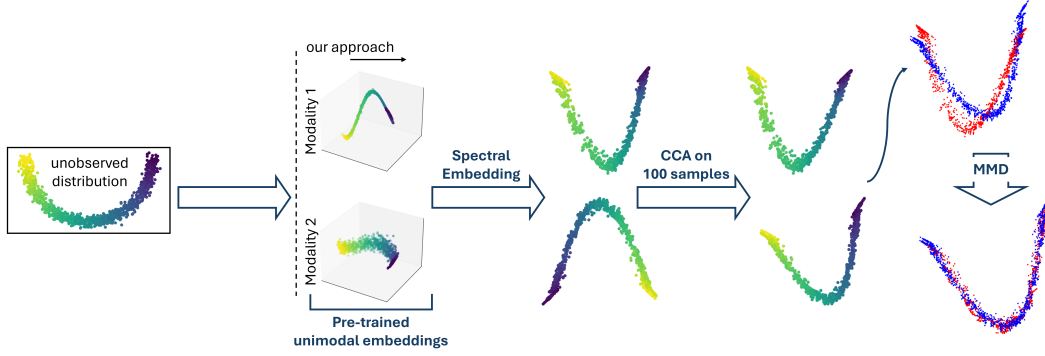 unobserved
distribution
our approach
Modality 1
Modality 2
Pre-trained
unimodal embeddings
Spectral
Embedding
CCA on
100 samples
MMD